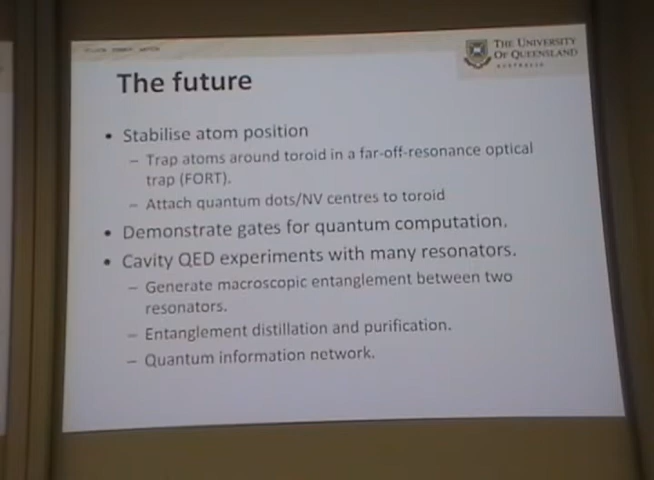 THE UNIVERSITY
OF QUEENSLAND
AUSTRALIA
The future
• Stabilise atom position
– Trap atoms around toroid in a far-off-resonance optical
trap (FORT).
– Attach quantum dots/NV centres to toroid
• Demonstrate gates for quantum computation.
• Cavity QED experiments with many resonators.
– Generate macroscopic entanglement between two
resonators.
– Entanglement distillation and purification.
– Quantum information network.